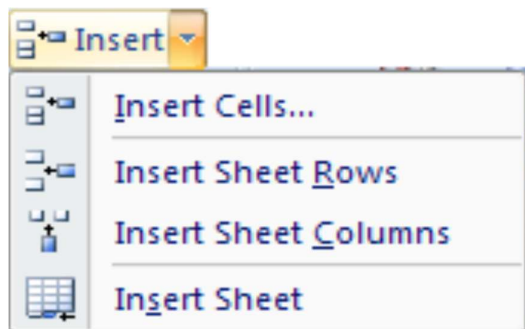 Insert
Insert Cells...
Insert Sheet Rows
Insert Sheet Columns
Insert Sheet